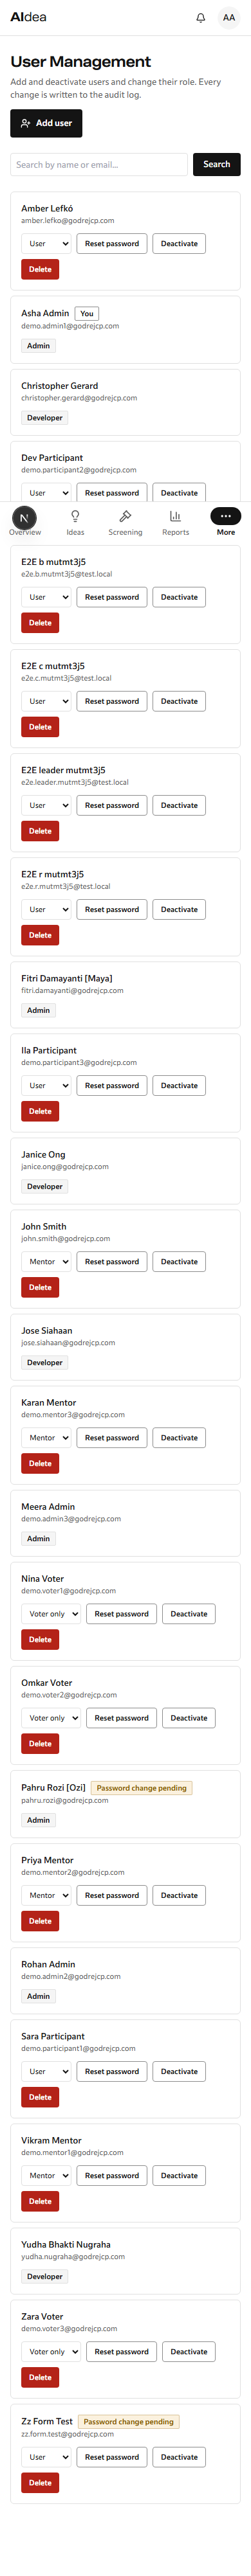 AIdea
AA
User Management
Add and deactivate users and change their role. Every
change is written to the audit log.
Add user
Search by name or email...
Search
Amber Lefkó
amber.lefko@godrejcp.com
User
Reset password
Deactivate
Delete
Asha Admin
You
demo.admin1@godrejcp.com
Admin
Christopher Gerard
christopher.gerard@godrejcp.com
Developer
Dev Participant
demo.participant2@godrejcp.com
User
Reset password
Deactivate
N
Overview
Ideas
Screening
Reports
More
E2E b mutmt3j5
e2e.b.mutmt3j5@test.local
User
Reset password
Deactivate
Delete
E2E c mutmt3j5
e2e.c.mutmt3j5@test.local
User
Reset password
Deactivate
Delete
E2E leader mutmt3j5
e2e.leader.mutmt3j5@test.local
User
Reset password
Deactivate
Delete
E2E r mutmt3j5
e2e.r.mutmt3j5@test.local
User
Reset password
Deactivate
Delete
Fitri Damayanti [Maya]
fitri.damayanti@godrejcp.com
Admin
Ila Participant
demo.participant3@godrejcp.com
User
Reset password
Deactivate
Delete
Janice Ong
janice.ong@godrejcp.com
Developer
John Smith
john.smith@godrejcp.com
Mentor
Reset password
Deactivate
Delete
Jose Siahaan
jose.siahaan@godrejcp.com
Developer
Karan Mentor
demo.mentor3@godrejcp.com
Mentor
Reset password
Deactivate
Delete
Meera Admin
demo.admin3@godrejcp.com
Admin
Nina Voter
demo.voter1@godrejcp.com
Voter only
Reset password
Deactivate
Delete
Omkar Voter
demo.voter2@godrejcp.com
Voter only
Reset password
Deactivate
Delete
Pahru Rozi [Ozi]
Password change pending
pahru.rozi@godrejcp.com
Admin
Priya Mentor
demo.mentor2@godrejcp.com
Mentor
Reset password
Deactivate
Delete
Rohan Admin
demo.admin2@godrejcp.com
Admin
Sara Participant
demo.participant1@godrejcp.com
User
Reset password
Deactivate
Delete
Vikram Mentor
demo.mentor1@godrejcp.com
Mentor
Reset password
Deactivate
Delete
Yudha Bhakti Nugraha
yudha.nugraha@godrejcp.com
Developer
Zara Voter
demo.voter3@godrejcp.com
Voter only
Reset password
Deactivate
Delete
Zz Form Test
Password change pending
zz.form.test@godrejcp.com
User
Reset password
Deactivate
Delete